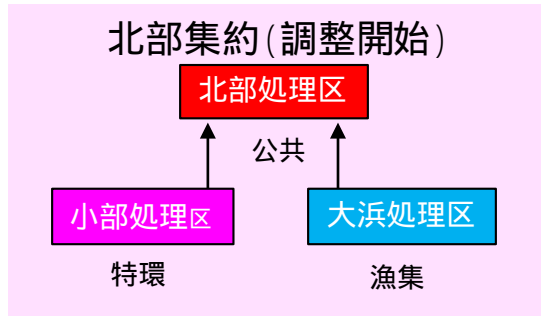 北部集約(調整開始)
北部処理区
公共
小部処理区
大浜処理区
特環
漁集